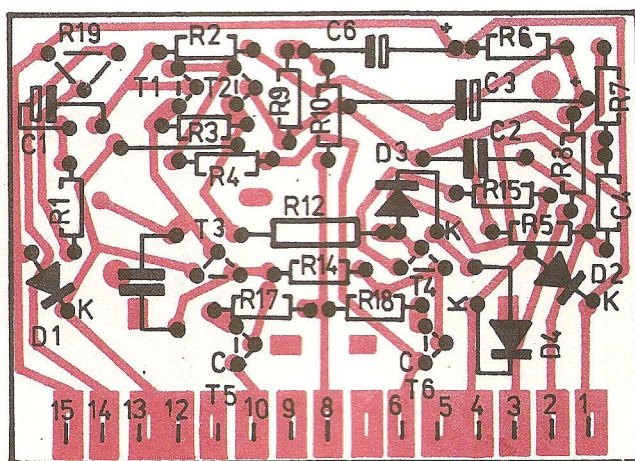 R19
R2
C6
+
R6
T1
T2
R9
R10
C3
+
R7
C1
R3
D3
C2
R8
R4
R1
R15
C4
R12
T3
K
R5
R14
T4
D2
K
R17
R18
K
K
D1
D4
C
C
T5
T6
15 14 13 12 10 9 8 6 5 4 3 2 1